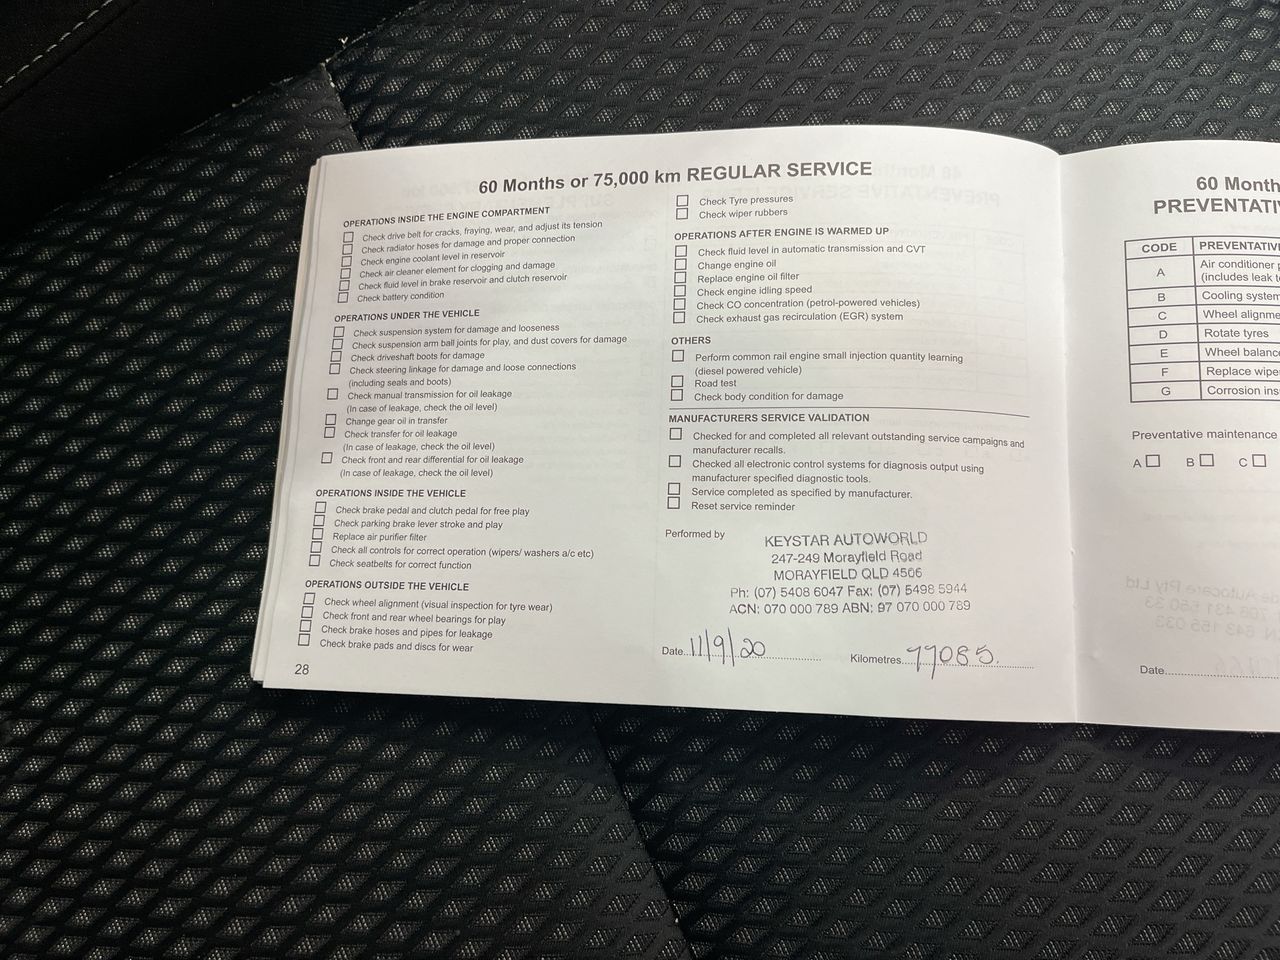 60 Months or 75,000 km REGULAR SERVICE
OPERATIONS INSIDE THE ENGINE COMPARTMENT
Check drive belt for cracks, fraying, wear, and adjust its tension
Check radiator hoses for damage and proper connection
Check engine coolant level in reservoir
Check air cleaner element for clogging and damage
Check fluid level in brake reservoir and clutch reservoir
Check battery condition
OPERATIONS UNDER THE VEHICLE
Check suspension system for damage and looseness
Check suspension arm ball joints for play, and dust covers for damage
Check driveshaft boots for damage
Check steering linkage for damage and loose connections
(including seals and boots)
Check manual transmission for oil leakage
(In case of leakage, check the oil level)
Change gear oil in transfer
Check transfer for oil leakage
(In case of leakage, check the oil level)
Check front and rear differential for oil leakage
(In case of leakage, check the oil level)
OPERATIONS INSIDE THE VEHICLE
Check brake pedal and clutch pedal for free play
Check parking brake lever stroke and play
Replace air purifier filter
Check all controls for correct operation (wipers/ washers a/c etc)
Check seatbelts for correct function
OPERATIONS OUTSIDE THE VEHICLE
Check wheel alignment (visual inspection for tyre wear)
Check front and rear wheel bearings for play
Check brake hoses and pipes for leakage
Check brake pads and discs for wear
28
Check Tyre pressures
Check wiper rubbers
OPERATIONS AFTER ENGINE IS WARMED UP
Check fluid level in automatic transmission and CVT
Change engine oil
Replace engine oil filter
Check engine idling speed
Check CO concentration (petrol-powered vehicles)
Check exhaust gas recirculation (EGR) system
OTHERS
Perform common rail engine small injection quantity learning
(diesel powered vehicle)
Road test
Check body condition for damage
MANUFACTURERS SERVICE VALIDATION
Checked for and completed all relevant outstanding service campaigns and
manufacturer recalls.
Checked all electronic control systems for diagnosis output using
manufacturer specified diagnostic tools.
Service completed as specified by manufacturer.
Reset service reminder
Performed by
KEYSTAR AUTOWORLD
247-249 Morayfield Road
MORAYFIELD QLD 4506
Ph: (07) 5408 6047 Fax: (07) 5498 5944
ACN: 070 000 789 ABN: 97 070 000 789
Date..11/9/20
Kilometres..77085.
60 Month
PREVENTATI
CODE PREVENTATIV
A Air conditioner
(includes leak
B Cooling system
C Wheel alignme
D Rotate tyres
E Wheel balanc
F Replace wipe
G Corrosion ins
Preventative maintenance
A B C
Date